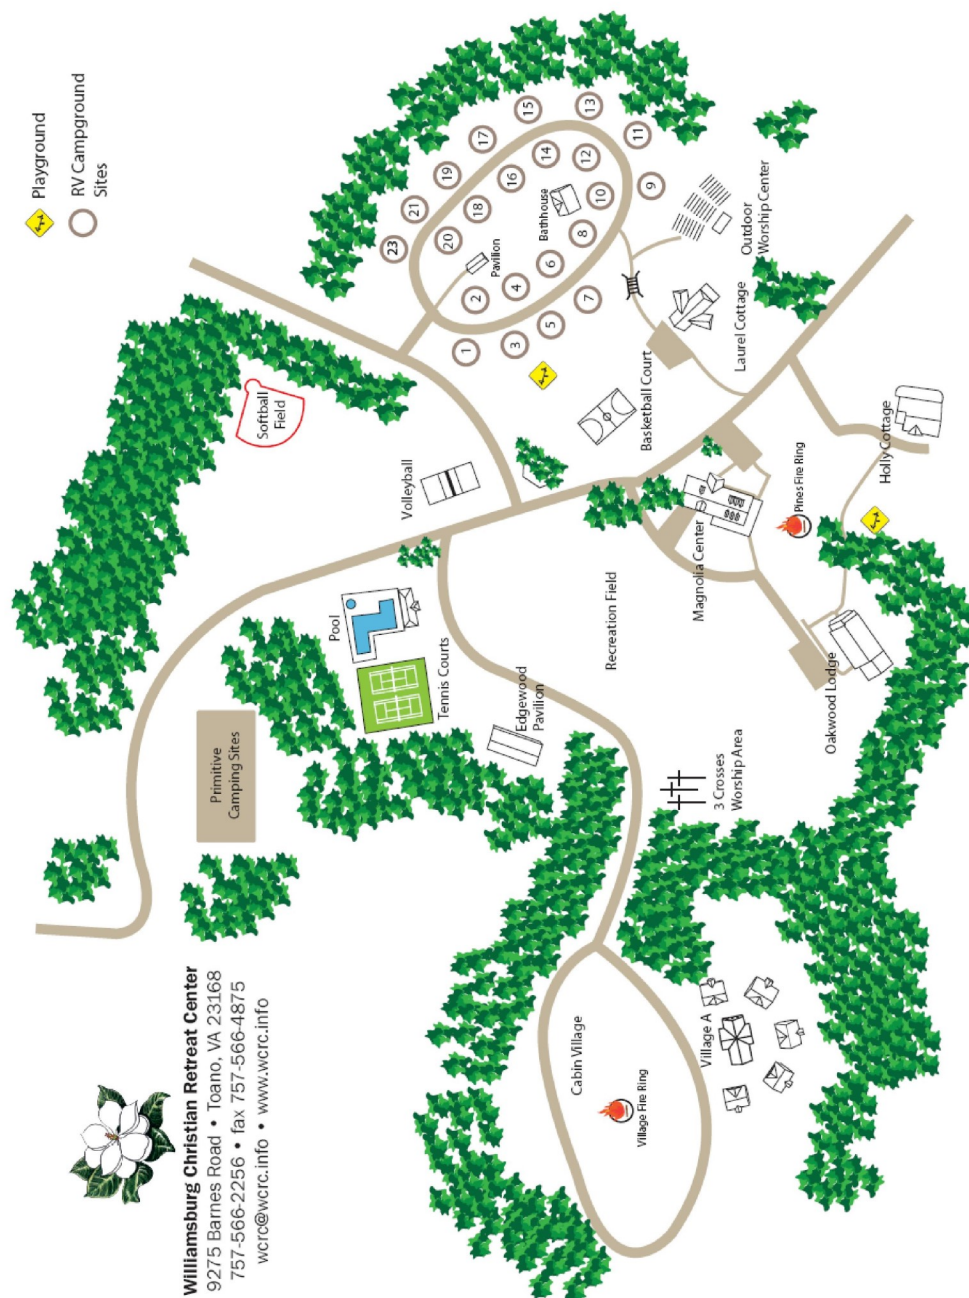 Playground
RV Campground
Sites
Williamsburg Christian Retreat Center
9275 Barnes Road • Toano, VA 23168
757-566-2256 • fax 757-566-4875
wcrc@wcrc.info • www.wcrc.info
Primitive
Camping Sites
Pool
Tennis Courts
Edgewood
Pavilion
Softball
Field
Volleyball
Recreation Field
Basketball Court
Pavilion
Bathhouse
1
2
3
4
5
6
7
8
9
10
11
12
13
14
15
16
17
18
19
20
21
23
Outdoor
Worship Center
Laurel Cottage
Holly Cottage
Magnolia Center
Pines Fire Ring
Oakwood Lodge
3 Crosses
Worship Area
Cabin Village
Village Fire Ring
Village A